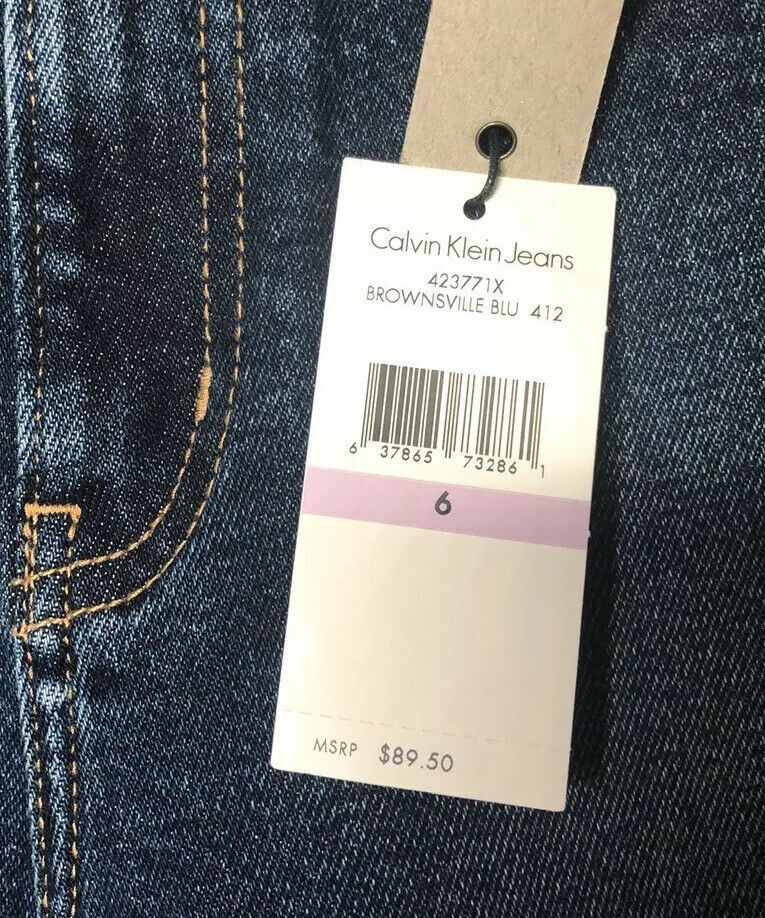 Calvin Klein Jeans
423771X
BROWNSVILLE BLU 412
6 37865 73286 1
6
MSRP $89.50